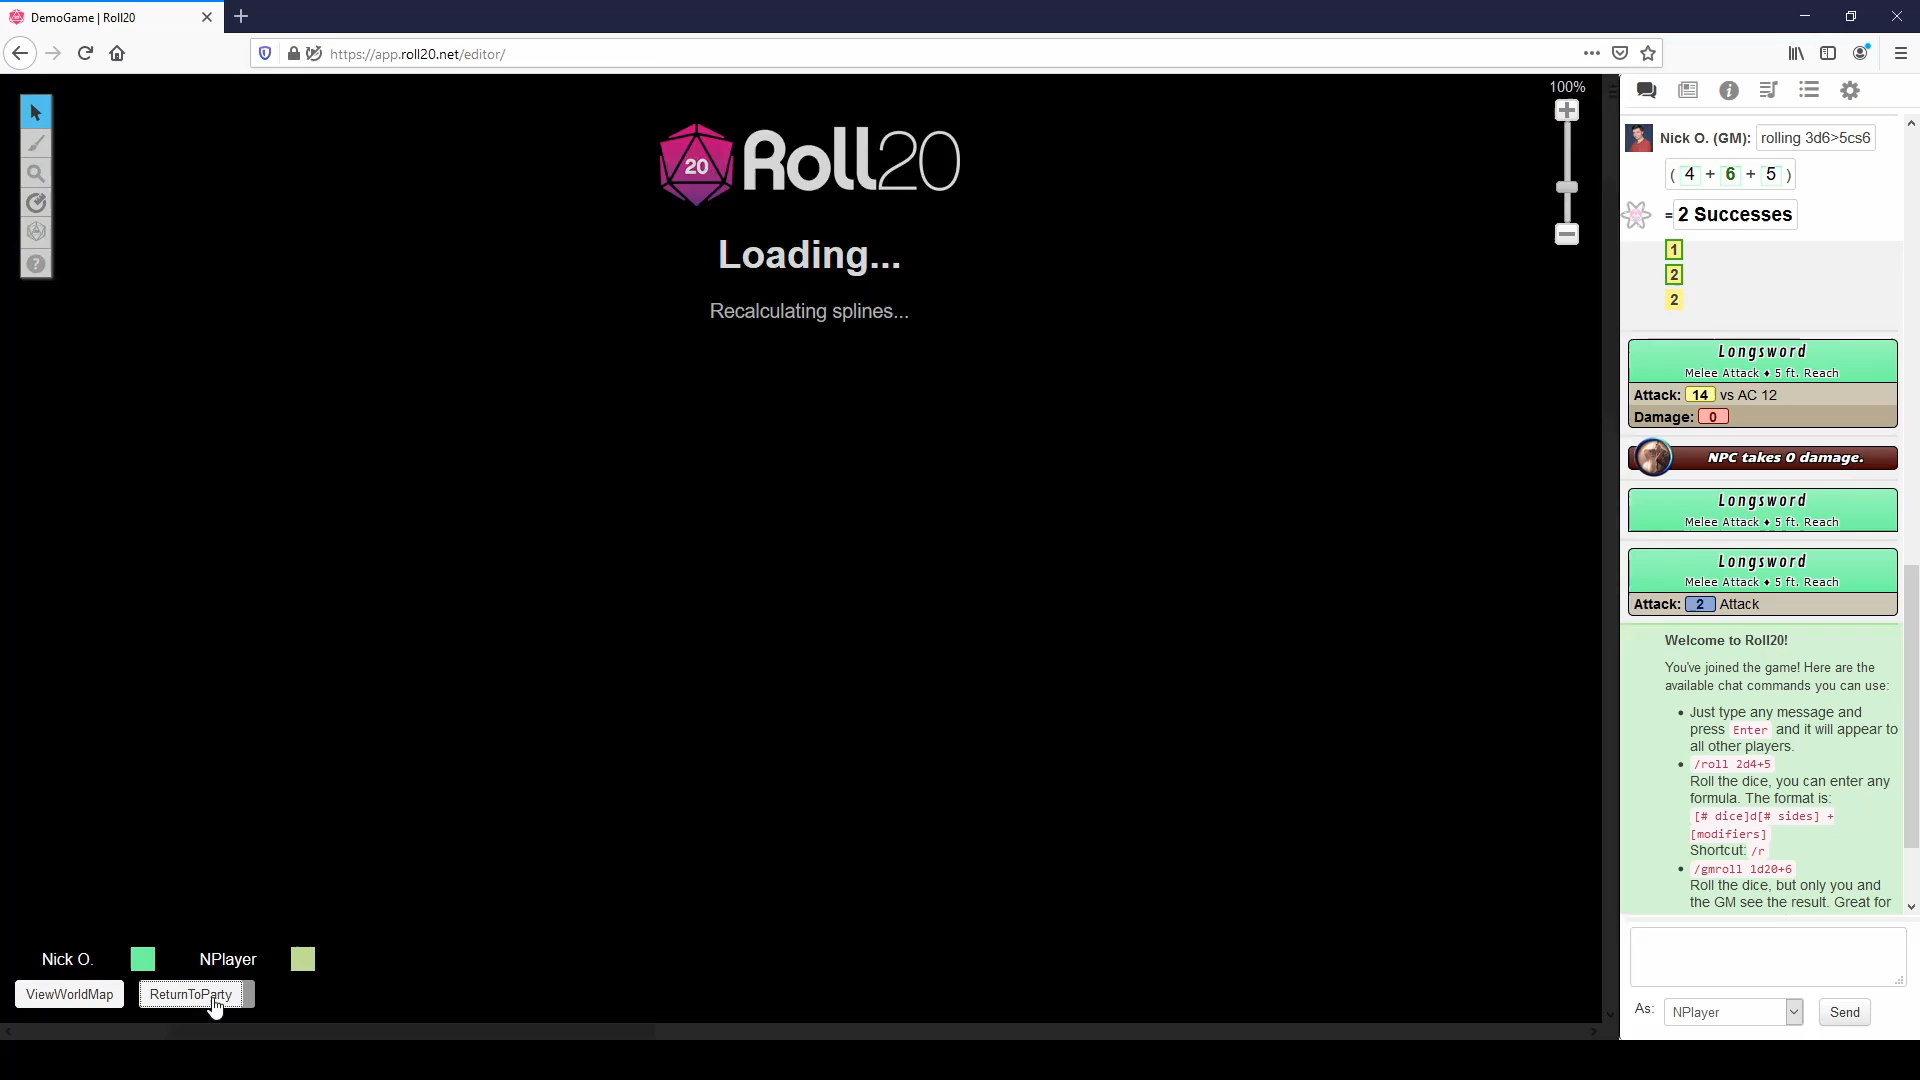 DemoGame | Roll20
https://app.roll20.net/editor/
100%
20
Roll20
Loading...
Recalculating splines...
Nick O. (GM): rolling 3d6>5cs6
( 4 + 6 + 5 )
= 2 Successes
1
2
2
Longsword
Melee Attack ♦ 5 ft. Reach
Attack: 14 vs AC 12
Damage: 0
NPC takes 0 damage.
Longsword
Melee Attack ♦ 5 ft. Reach
Longsword
Melee Attack ♦ 5 ft. Reach
Attack: 2 Attack
Welcome to Roll20!
You've joined the game! Here are the
available chat commands you can use:
• Just type any message and
press Enter and it will appear to
all other players.
• /roll 2d4+5
Roll the dice, you can enter any
formula. The format is:
[# dice]d[# sides] +
[modifiers]
Shortcut: /r
• /gmroll 1d20+6
Roll the dice, but only you and
the GM see the result. Great for
Nick O. NPlayer
ViewWorldMap ReturnToParty
As: NPlayer Send